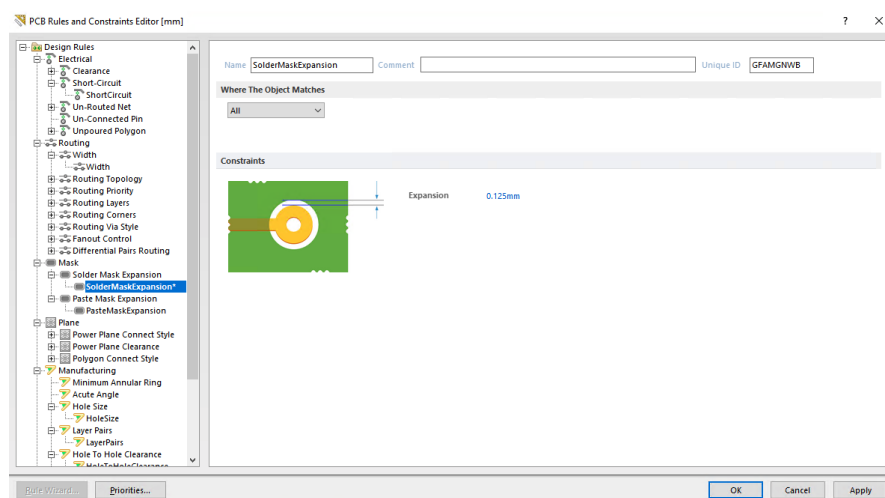 PCB Rules and Constraints Editor [mm]
?
Design Rules
Electrical
Clearance
Short-Circuit
ShortCircuit
Un-Routed Net
Un-Connected Pin
Unpoured Polygon
Routing
Width
Width
Routing Topology
Routing Priority
Routing Layers
Routing Corners
Routing Via Style
Fanout Control
Differential Pairs Routing
Mask
Solder Mask Expansion
SolderMaskExpansion*
Paste Mask Expansion
PasteMaskExpansion
Plane
Power Plane Connect Style
Power Plane Clearance
Polygon Connect Style
Manufacturing
Minimum Annular Ring
Acute Angle
Hole Size
HoleSize
Layer Pairs
LayerPairs
Hole To Hole Clearance
HoleToHoleClearance
Name SolderMaskExpansion Comment Unique ID GFAMGNWB
Where The Object Matches
All
Constraints
Expansion 0.125mm
Rule Wizard... Priorities... OK Cancel Apply